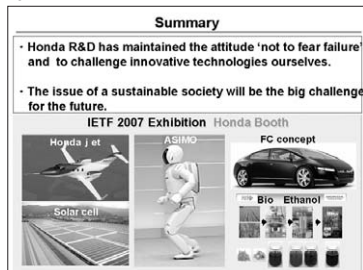 Summary
· Honda R&D has maintained the attitude 'not to fear failure'
and to challenge innovative technologies ourselves.
· The issue of a sustainable society will be the big challenge
for the future.
IETF 2007 Exhibition Honda Booth
Honda jet
ASIMO
FC concept
Solar cell
Bio Ethanol